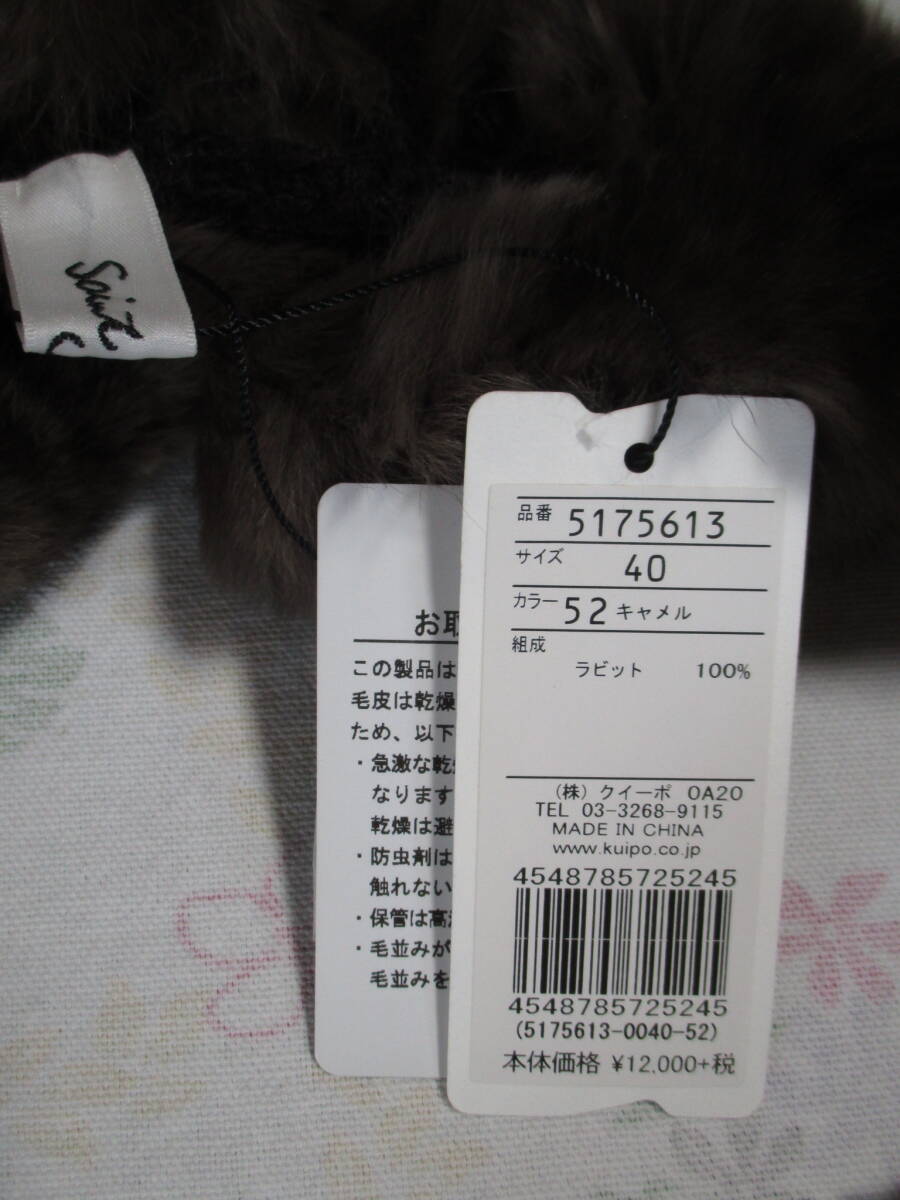 Saint
品番 5175613
サイズ 40
カラー 52 キャメル
組成
ラビット 100%
(株) クイーポ 0A20
TEL 03-3268-9115
MADE IN CHINA
www.kuipo.co.jp
4548785725245
4548785725245
(5175613-0040-52)
本体価格 ¥12,000+税
お取
この製品は
毛皮は乾燥
ため、以下
・急激な乾
なります
乾燥は避
・防虫剤は
触れない
・保管は高
・毛並みが
毛並みを